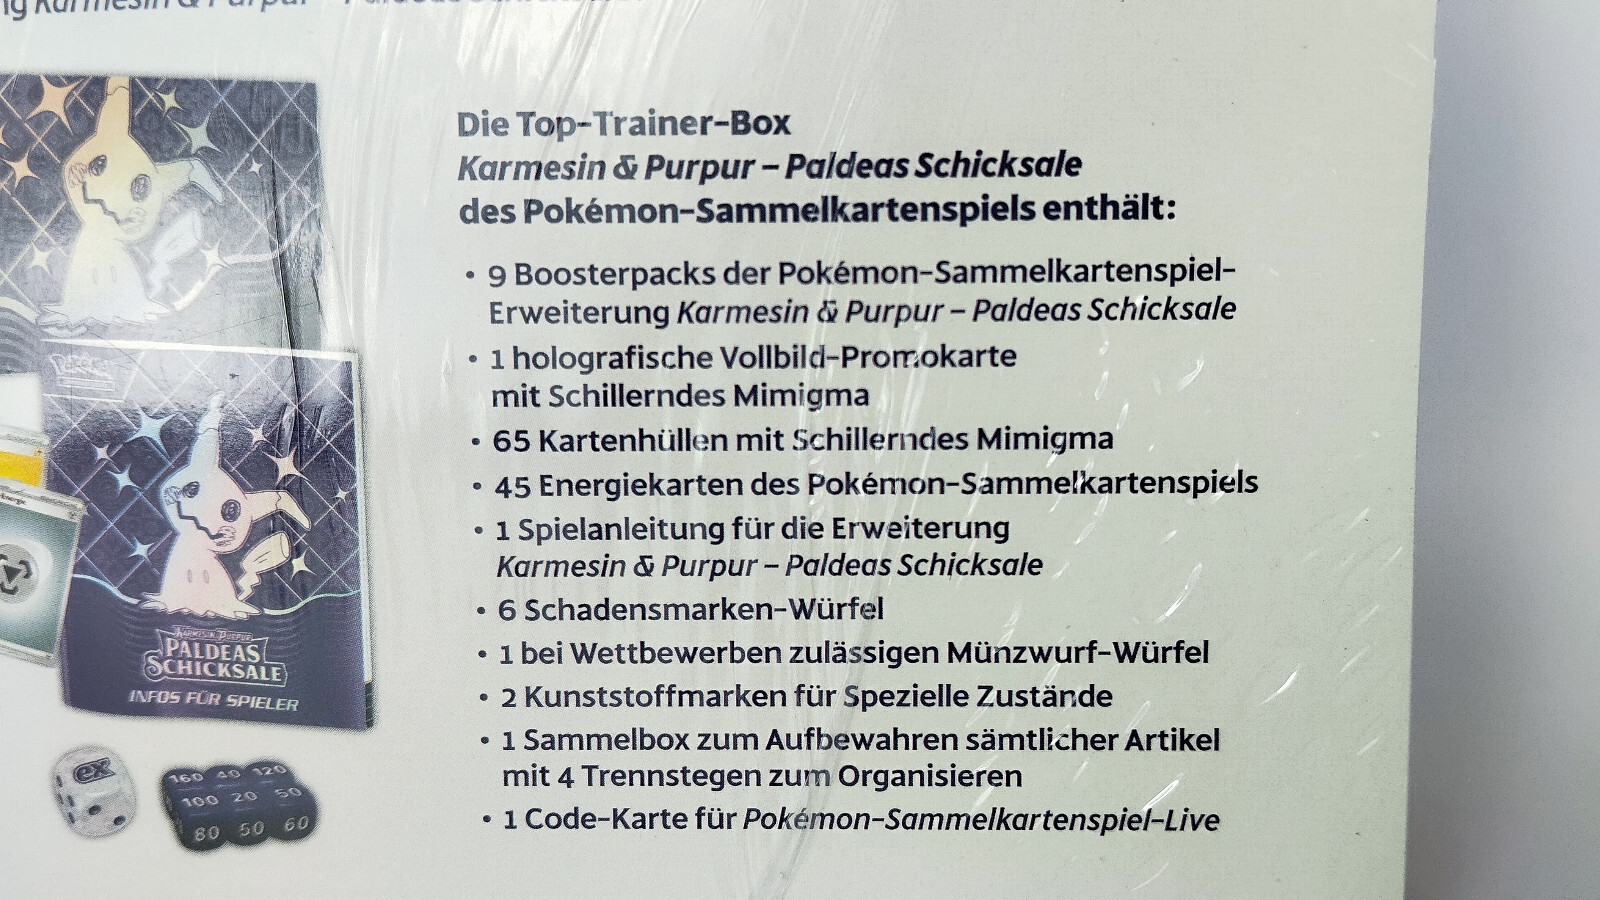 Karmesin & Purpur –
Die Top-Trainer-Box
Karmesin & Purpur – Paldeas Schicksale
des Pokémon-Sammelkartenspiels enthält:
• 9 Boosterpacks der Pokémon-Sammelkartenspiel-
Erweiterung Karmesin & Purpur – Paldeas Schicksale
• 1 holografische Vollbild-Promokarte
mit Schillerndes Mimigma
• 65 Kartenhüllen mit Schillerndes Mimigma
• 45 Energiekarten des Pokémon-Sammelkartenspiels
• 1 Spielanleitung für die Erweiterung
Karmesin & Purpur – Paldeas Schicksale
• 6 Schadensmarken-Würfel
• 1 bei Wettbewerben zulässigen Münzwurf-Würfel
• 2 Kunststoffmarken für Spezielle Zustände
• 1 Sammelbox zum Aufbewahren sämtlicher Artikel
mit 4 Trennstegen zum Organisieren
• 1 Code-Karte für Pokémon-Sammelkartenspiel-Live
Karmesin & Purpur
PALDEAS
SCHICKSALE
INFOS FÜR SPIELER
ex
160 40 120
100 20 50
80 50 60